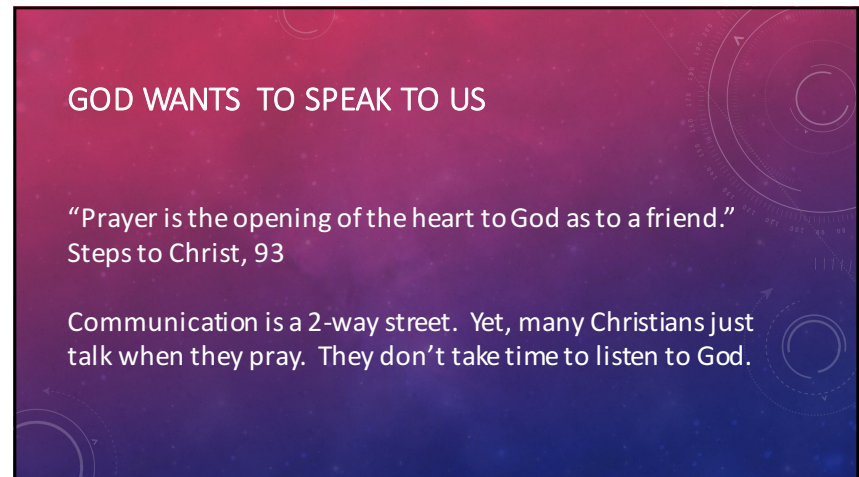 GOD WANTS  TO SPEAK TO US
“Prayer is the opening of the heart to God as to a friend.”
Steps to Christ, 93
Communication is a 2-way street.  Yet, many Christians just
talk when they pray.  They don’t take time to listen to God.